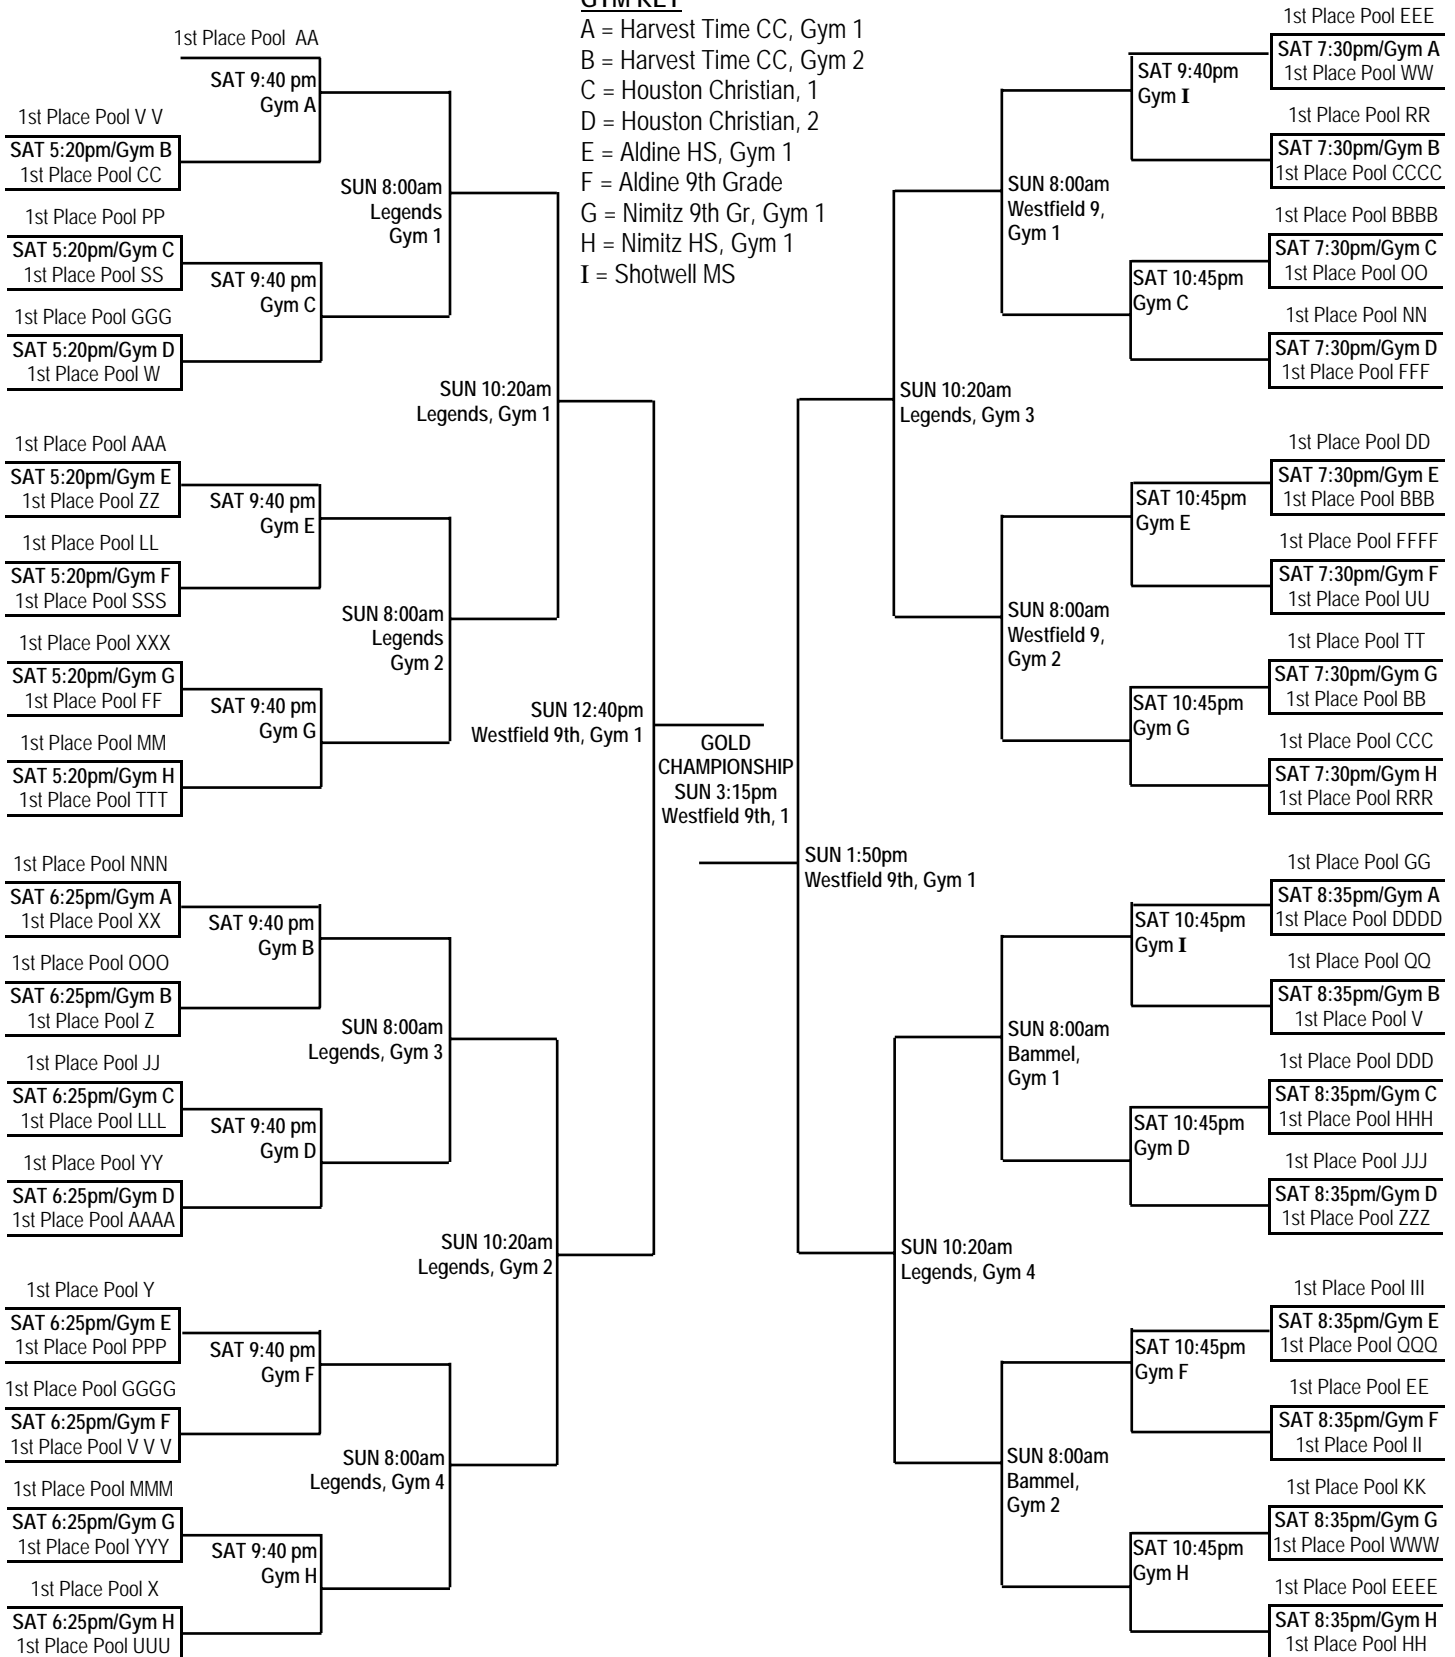 GYM KEY
A = Harvest Time CC, Gym 1
B = Harvest Time CC, Gym 2
C = Houston Christian, 1
D = Houston Christian, 2
E = Aldine HS, Gym 1
F = Aldine 9th Grade
G = Nimitz 9th Gr, Gym 1
H = Nimitz HS, Gym 1
I = Shotwell MS
1st Place Pool AA
SAT 9:40 pm
Gym A
1st Place Pool V V
SAT 5:20pm/Gym B
1st Place Pool CC
SUN 8:00am
Legends
Gym 1
1st Place Pool PP
SAT 5:20pm/Gym C
1st Place Pool SS
SAT 9:40 pm
Gym C
1st Place Pool GGG
SAT 5:20pm/Gym D
1st Place Pool W
SUN 10:20am
Legends, Gym 1
1st Place Pool AAA
SAT 5:20pm/Gym E
1st Place Pool ZZ
SAT 9:40 pm
Gym E
1st Place Pool LL
SAT 5:20pm/Gym F
1st Place Pool SSS
SUN 8:00am
Legends
Gym 2
1st Place Pool XXX
SAT 5:20pm/Gym G
1st Place Pool FF
SAT 9:40 pm
Gym G
1st Place Pool MM
SAT 5:20pm/Gym H
1st Place Pool TTT
SUN 12:40pm
Westfield 9th, Gym 1
GOLD
CHAMPIONSHIP
SUN 3:15pm
Westfield 9th, 1
1st Place Pool NNN
SAT 6:25pm/Gym A
1st Place Pool XX
SAT 9:40 pm
Gym B
1st Place Pool OOO
SAT 6:25pm/Gym B
1st Place Pool Z
SUN 8:00am
Legends, Gym 3
1st Place Pool JJ
SAT 6:25pm/Gym C
1st Place Pool LLL
SAT 9:40 pm
Gym D
1st Place Pool YY
SAT 6:25pm/Gym D
1st Place Pool AAAA
SUN 10:20am
Legends, Gym 2
1st Place Pool Y
SAT 6:25pm/Gym E
1st Place Pool PPP
SAT 9:40 pm
Gym F
1st Place Pool GGGG
SAT 6:25pm/Gym F
1st Place Pool V V V
SUN 8:00am
Legends, Gym 4
1st Place Pool MMM
SAT 6:25pm/Gym G
1st Place Pool YYY
SAT 9:40 pm
Gym H
1st Place Pool X
SAT 6:25pm/Gym H
1st Place Pool UUU
1st Place Pool EEE
SAT 7:30pm/Gym A
1st Place Pool WW
SAT 9:40pm
Gym I
1st Place Pool RR
SAT 7:30pm/Gym B
1st Place Pool CCCC
SUN 8:00am
Westfield 9,
Gym 1
1st Place Pool BBBB
SAT 7:30pm/Gym C
1st Place Pool OO
SAT 10:45pm
Gym C
1st Place Pool NN
SAT 7:30pm/Gym D
1st Place Pool FFF
SUN 10:20am
Legends, Gym 3
1st Place Pool DD
SAT 7:30pm/Gym E
1st Place Pool BBB
SAT 10:45pm
Gym E
1st Place Pool FFFF
SAT 7:30pm/Gym F
1st Place Pool UU
SUN 8:00am
Westfield 9,
Gym 2
1st Place Pool TT
SAT 7:30pm/Gym G
1st Place Pool BB
SAT 10:45pm
Gym G
1st Place Pool CCC
SAT 7:30pm/Gym H
1st Place Pool RRR
SUN 1:50pm
Westfield 9th, Gym 1
1st Place Pool GG
SAT 8:35pm/Gym A
1st Place Pool DDDD
SAT 10:45pm
Gym I
1st Place Pool QQ
SAT 8:35pm/Gym B
1st Place Pool V
SUN 8:00am
Bammel,
Gym 1
1st Place Pool DDD
SAT 8:35pm/Gym C
1st Place Pool HHH
SAT 10:45pm
Gym D
1st Place Pool JJJ
SAT 8:35pm/Gym D
1st Place Pool ZZZ
SUN 10:20am
Legends, Gym 4
1st Place Pool III
SAT 8:35pm/Gym E
1st Place Pool QQQ
SAT 10:45pm
Gym F
1st Place Pool EE
SAT 8:35pm/Gym F
1st Place Pool II
SUN 8:00am
Bammel,
Gym 2
1st Place Pool KK
SAT 8:35pm/Gym G
1st Place Pool WWW
SAT 10:45pm
Gym H
1st Place Pool EEEE
SAT 8:35pm/Gym H
1st Place Pool HH